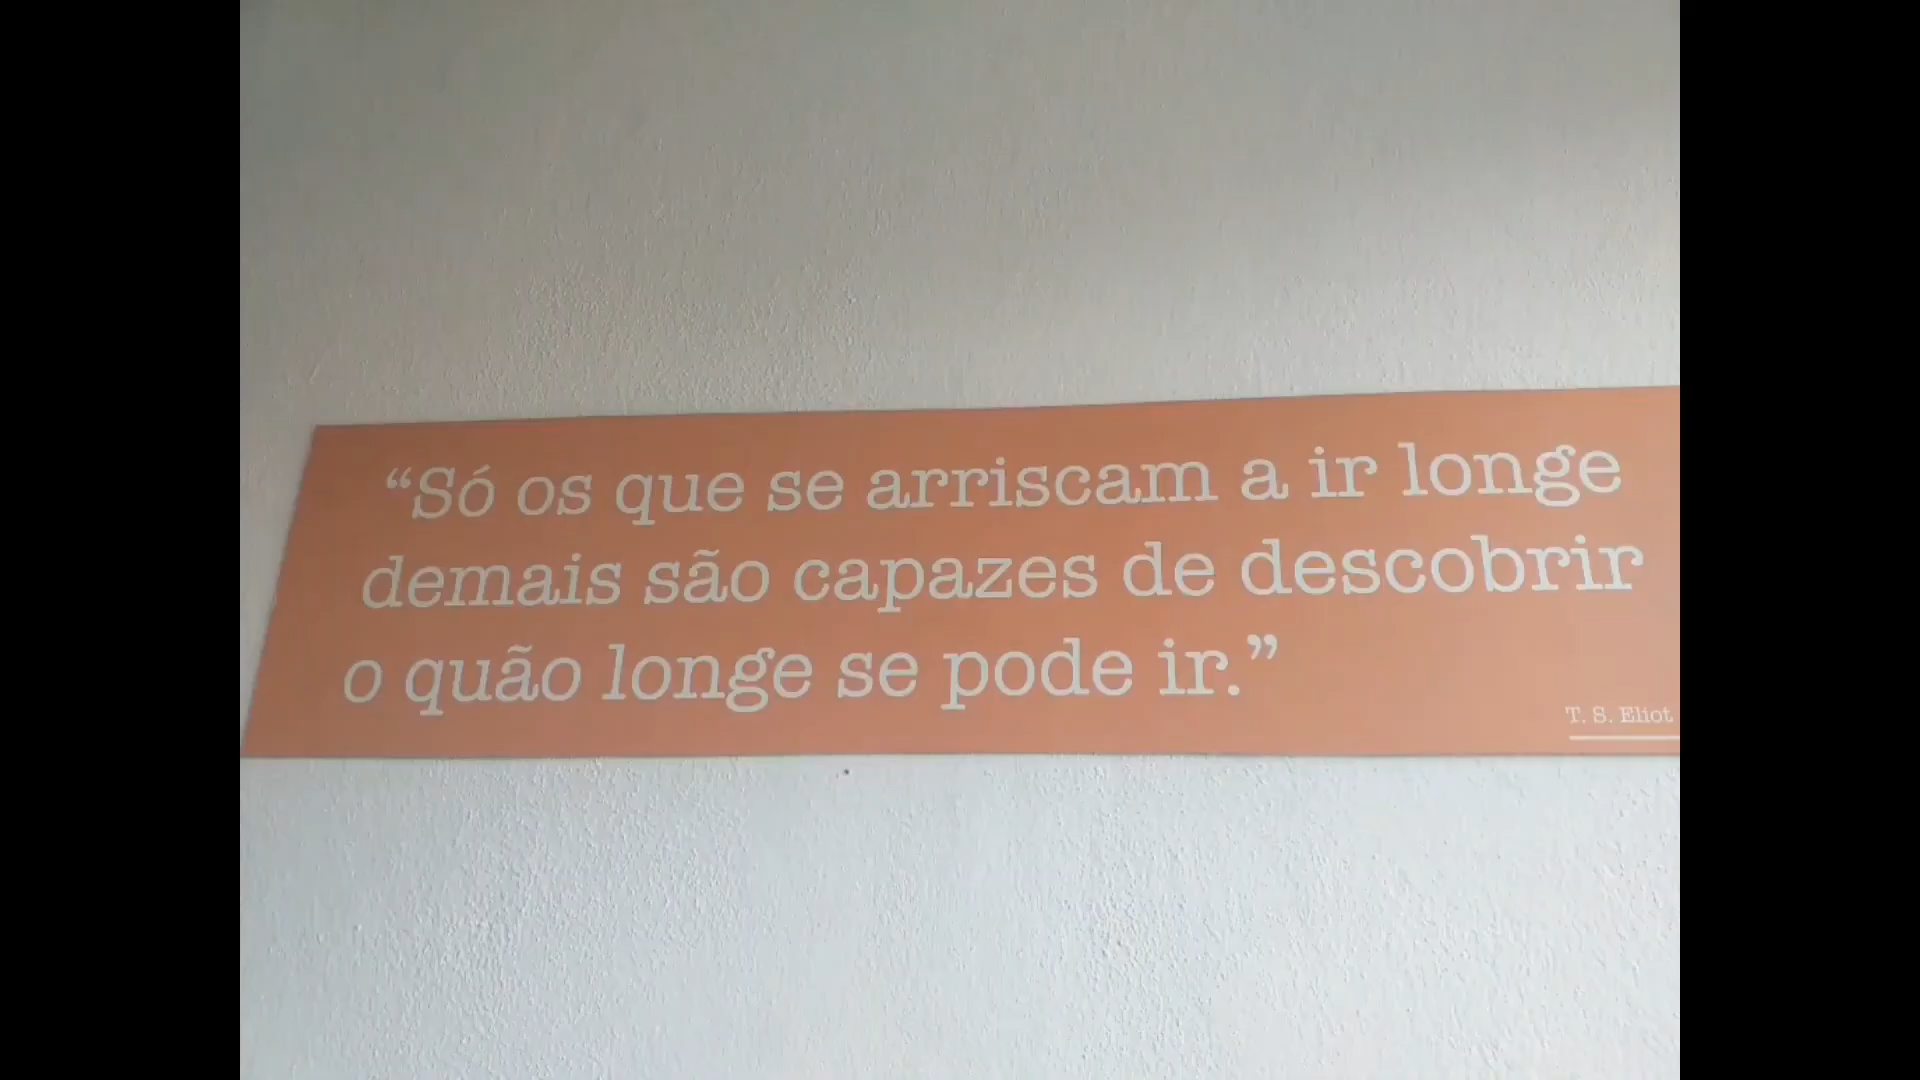 “Só os que se arriscam a ir longe
demais são capazes de descobrir
o quão longe se pode ir.”
T. S. Eliot